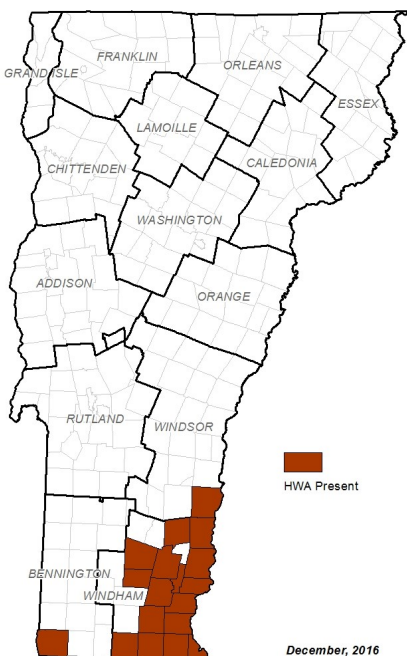 FRANKLIN
ORLEANS
GRAND ISLE
ESSEX
LAMOILLE
CALEDONIA
CHITTENDEN
WASHINGTON
ADDISON
ORANGE
RUTLAND
WINDSOR
HWA Present
BENNINGTON
WINDHAM
December, 2016